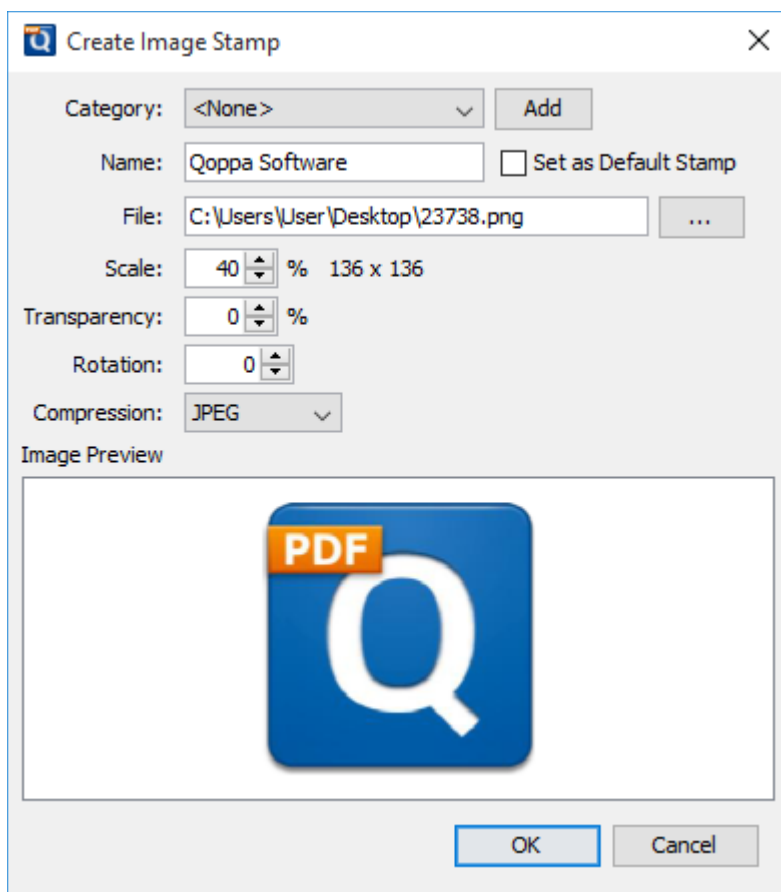 Create Image Stamp
Category: <None> Add
Name: Qoppa Software Set as Default Stamp
File: C:\Users\User\Desktop\23738.png ...
Scale: 40 % 136 x 136
Transparency: 0 %
Rotation: 0
Compression: JPEG
Image Preview
PDF
Q
OK Cancel